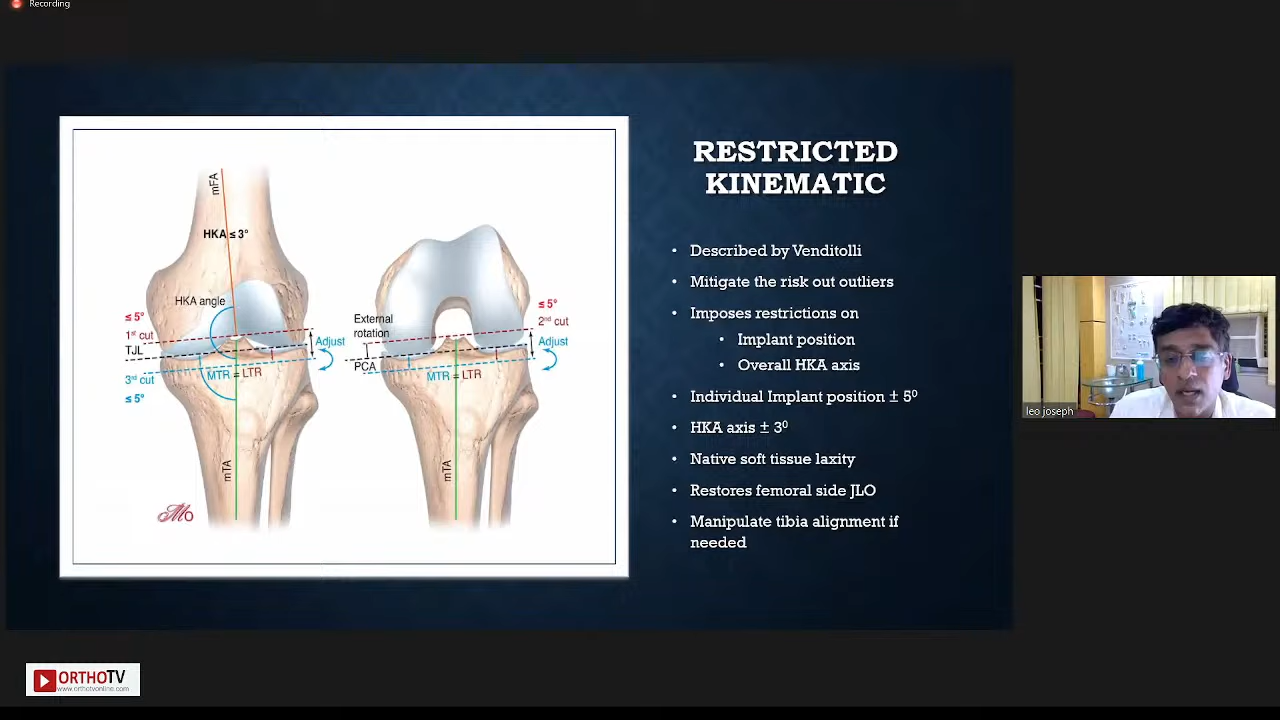 Recording
RESTRICTED
KINEMATIC
mFA
HKA ≤ 3°
HKA angle
≤ 5°
1st cut
TJL
3rd cut
≤ 5°
Adjust
MTR = LTR
mTA
External
rotation
PCA
≤ 5°
2nd cut
Adjust
MTR = LTR
mTA
• Described by Venditolli
• Mitigate the risk out outliers
• Imposes restrictions on
• Implant position
• Overall HKA axis
• Individual Implant position ± 5⁰
• HKA axis ± 3⁰
• Native soft tissue laxity
• Restores femoral side JLO
• Manipulate tibia alignment if
needed
leo joseph
ORTHOTV
www.orthotvonline.com